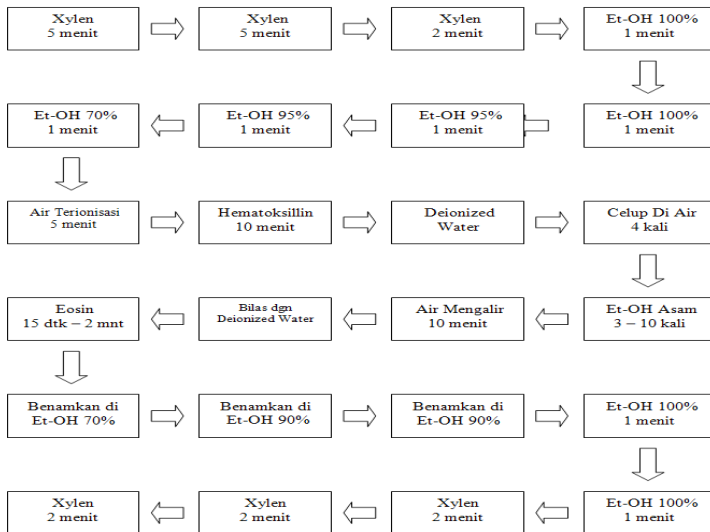 Xylen
5 menit
Xylen
5 menit
Xylen
2 menit
Et-OH 100%
1 menit
Et-OH 70%
1 menit
Et-OH 95%
1 menit
Et-OH 95%
1 menit
Et-OH 100%
1 menit
Air Terionisasi
5 menit
Hematoksillin
10 menit
Deionized
Water
Celup Di Air
4 kali
Eosin
15 dtk – 2 mnt
Bilas dgn
Deionized Water
Air Mengalir
10 menit
Et-OH Asam
3 – 10 kali
Benamkan di
Et-OH 70%
Benamkan di
Et-OH 90%
Benamkan di
Et-OH 90%
Et-OH 100%
1 menit
Xylen
2 menit
Xylen
2 menit
Xylen
2 menit
Et-OH 100%
1 menit